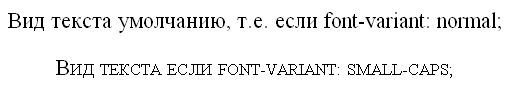 Вид текста умолчанию, т.е. если font-variant: normal;
Вид текста если font-variant: small-caps;